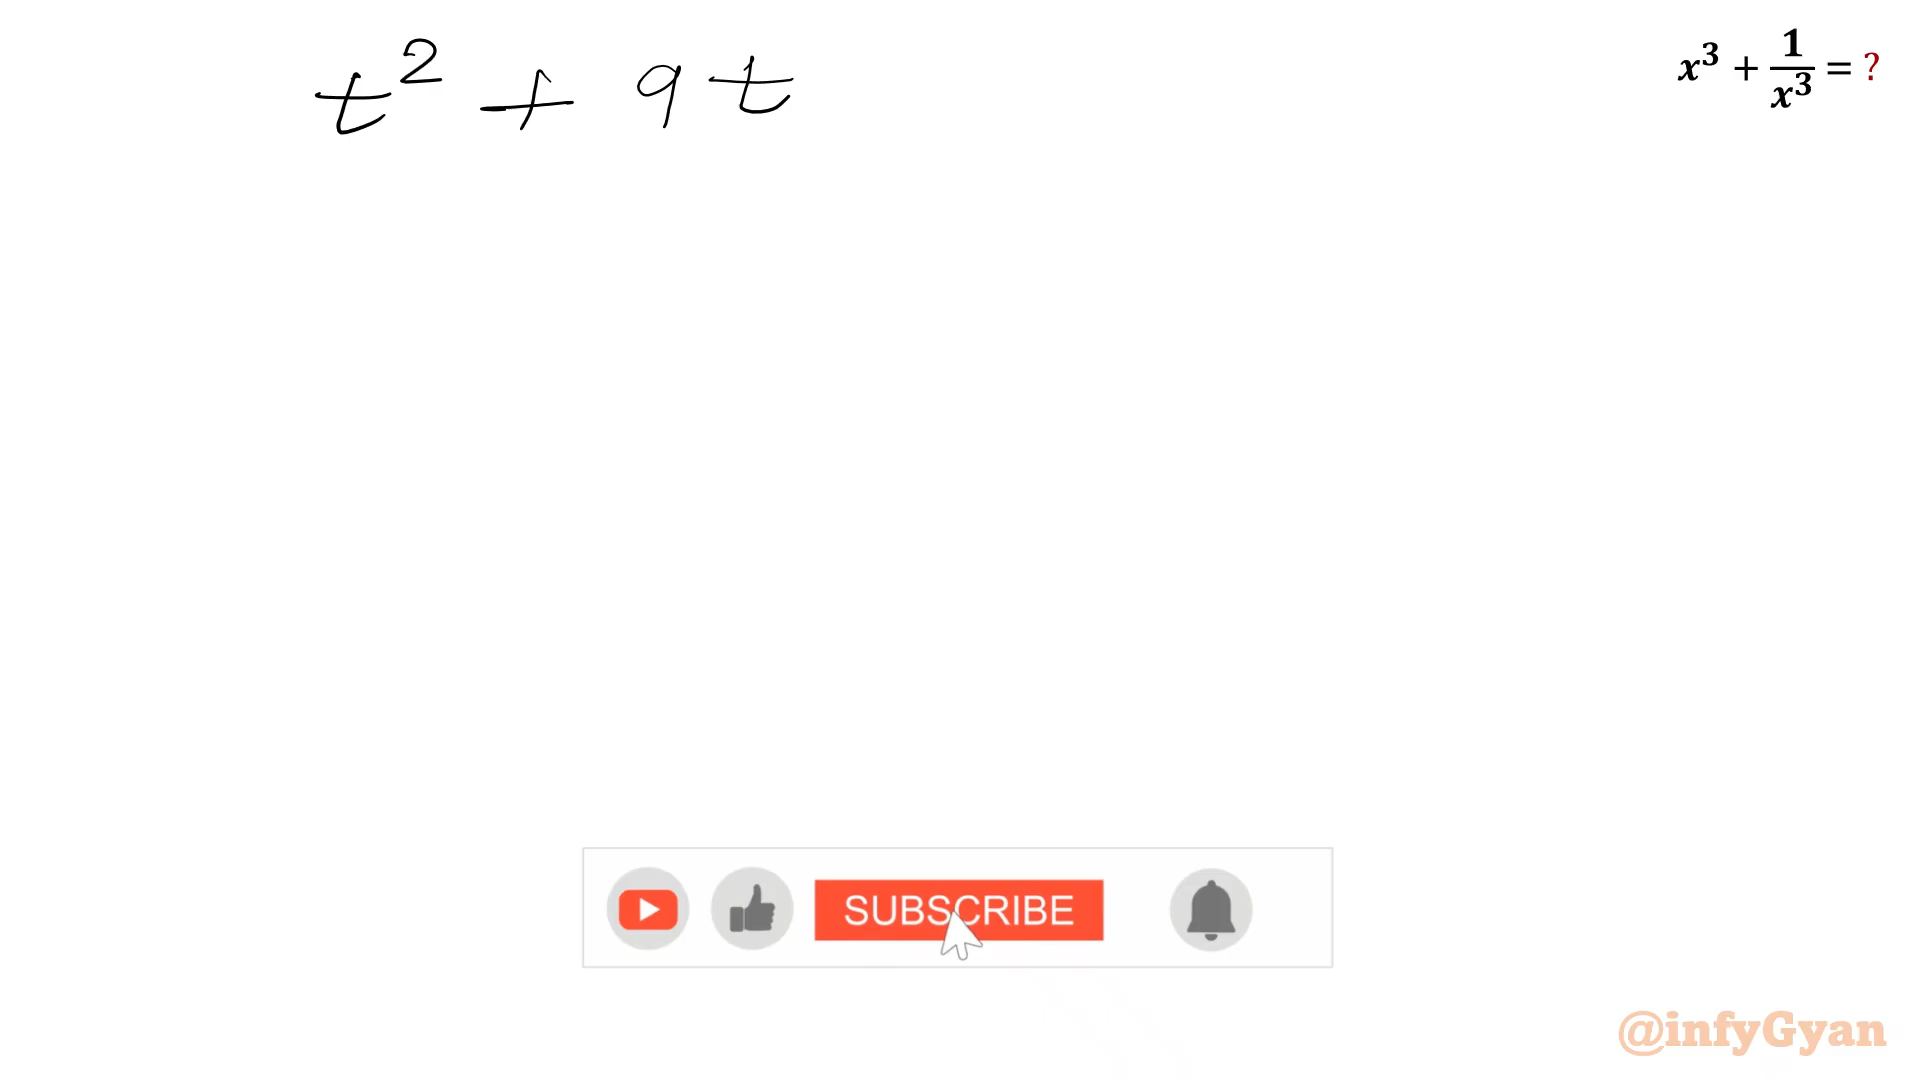 t² + 9t
x³ + 1/x³ = ?
SUBSCRIBE
@infyGyan